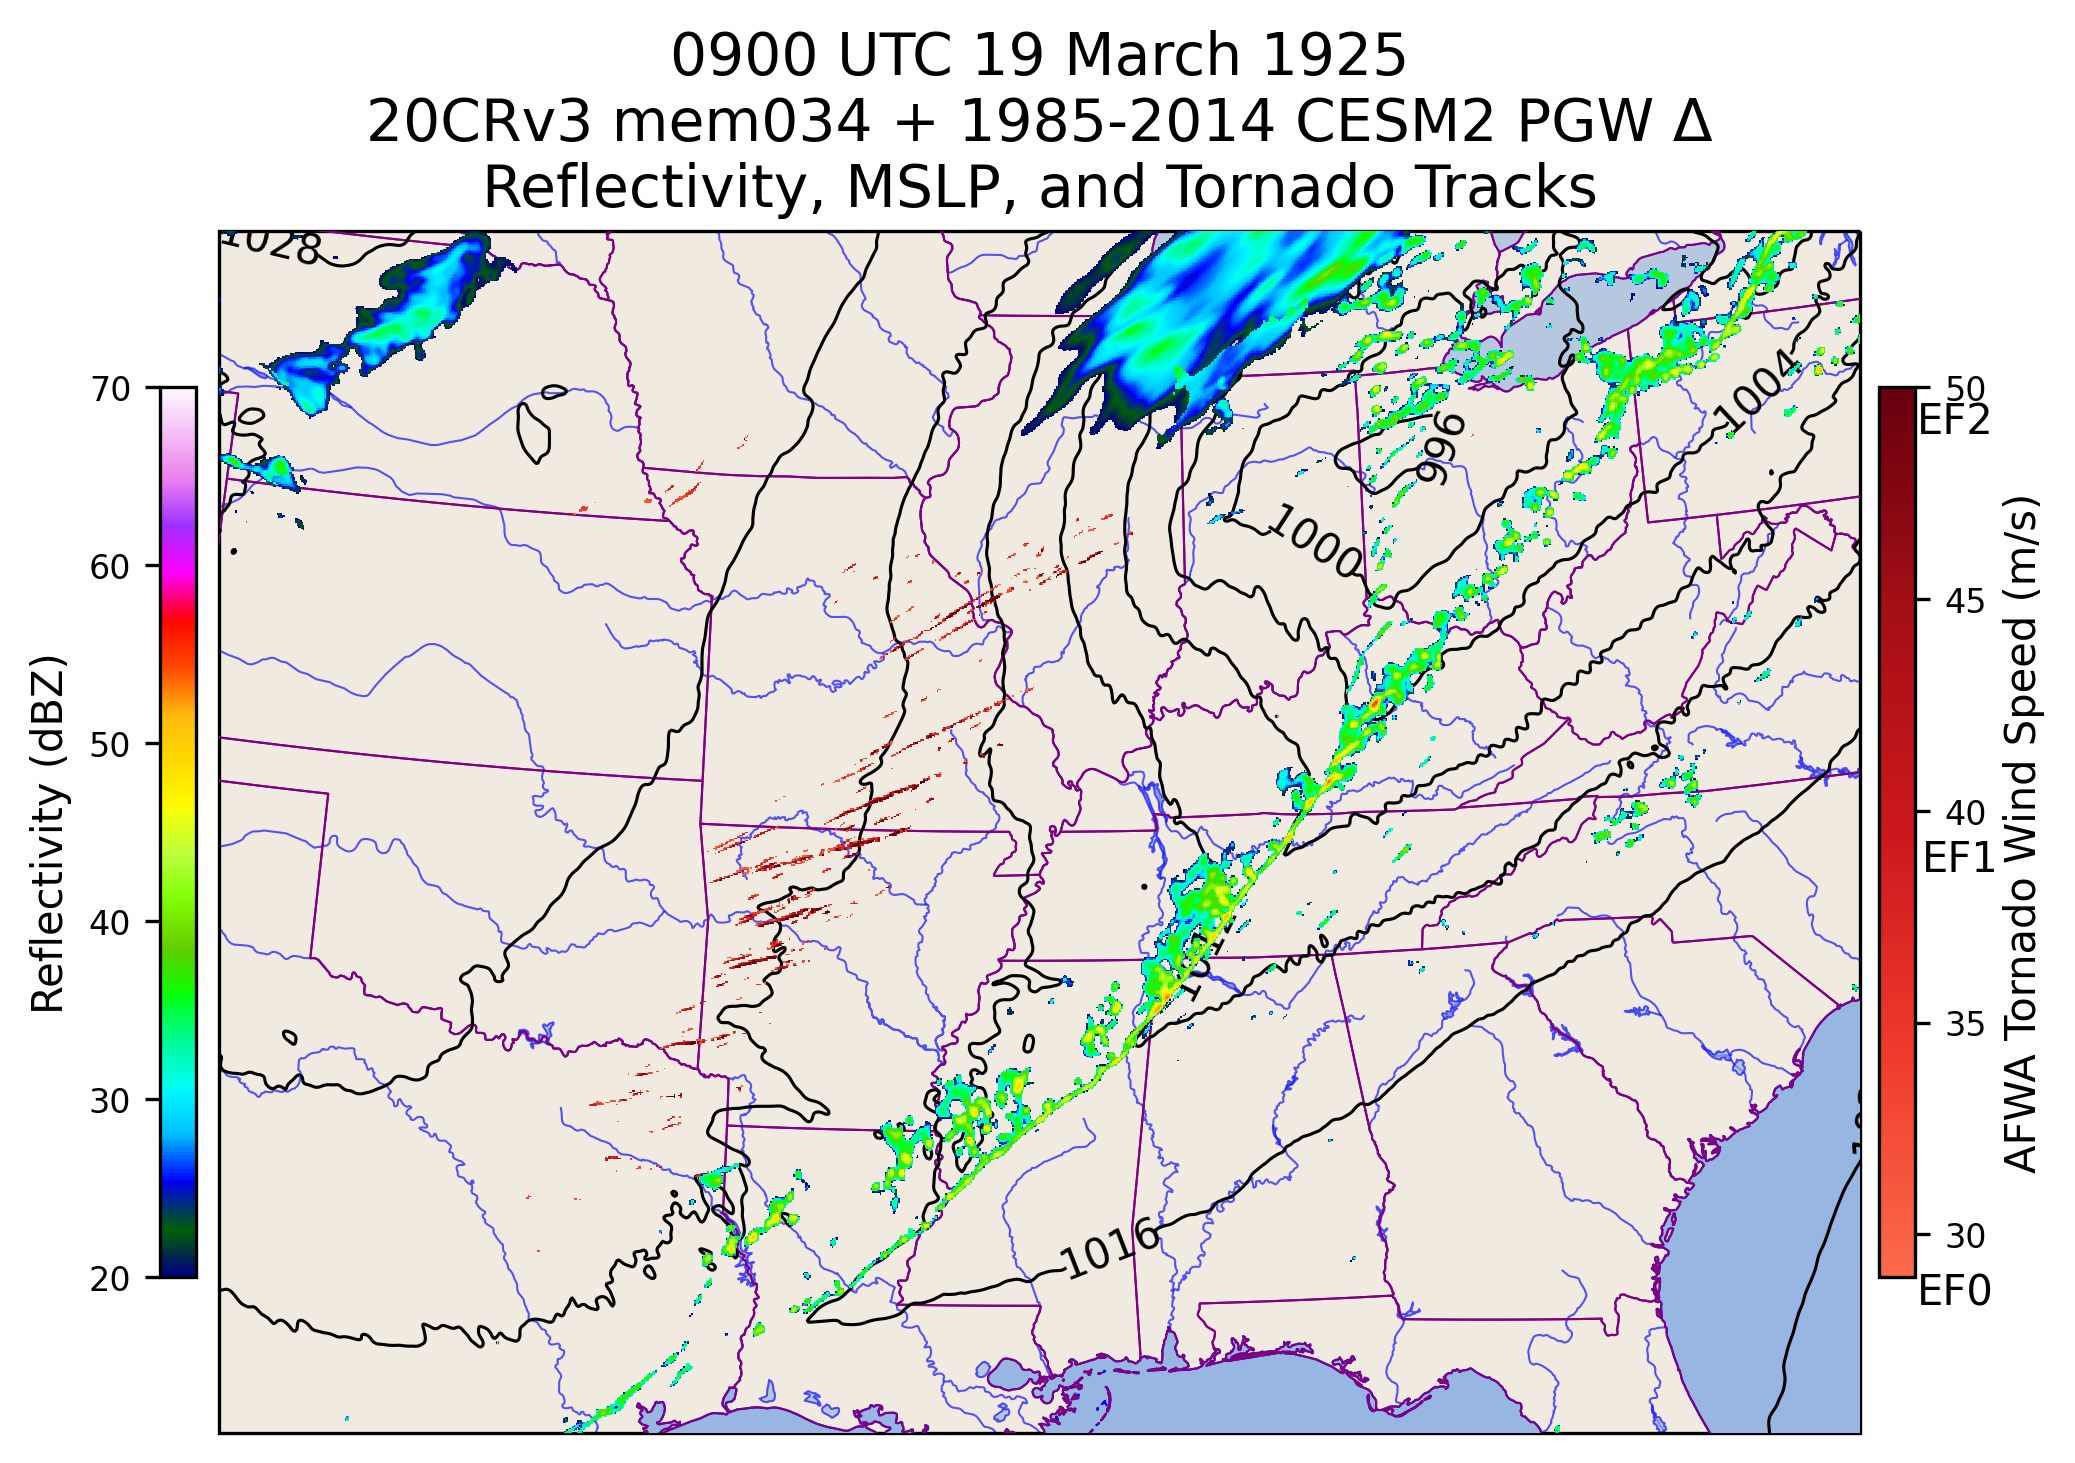 0900 UTC 19 March 1925
20CRv3 mem034 + 1985-2014 CESM2 PGW Δ
Reflectivity, MSLP, and Tornado Tracks
1028
70
60
50
40
30
20
Reflectivity (dBZ)
1004
996
1000
1016
50
EF2
45
40
EF1
35
30
EF0
AFWA Tornado Wind Speed (m/s)